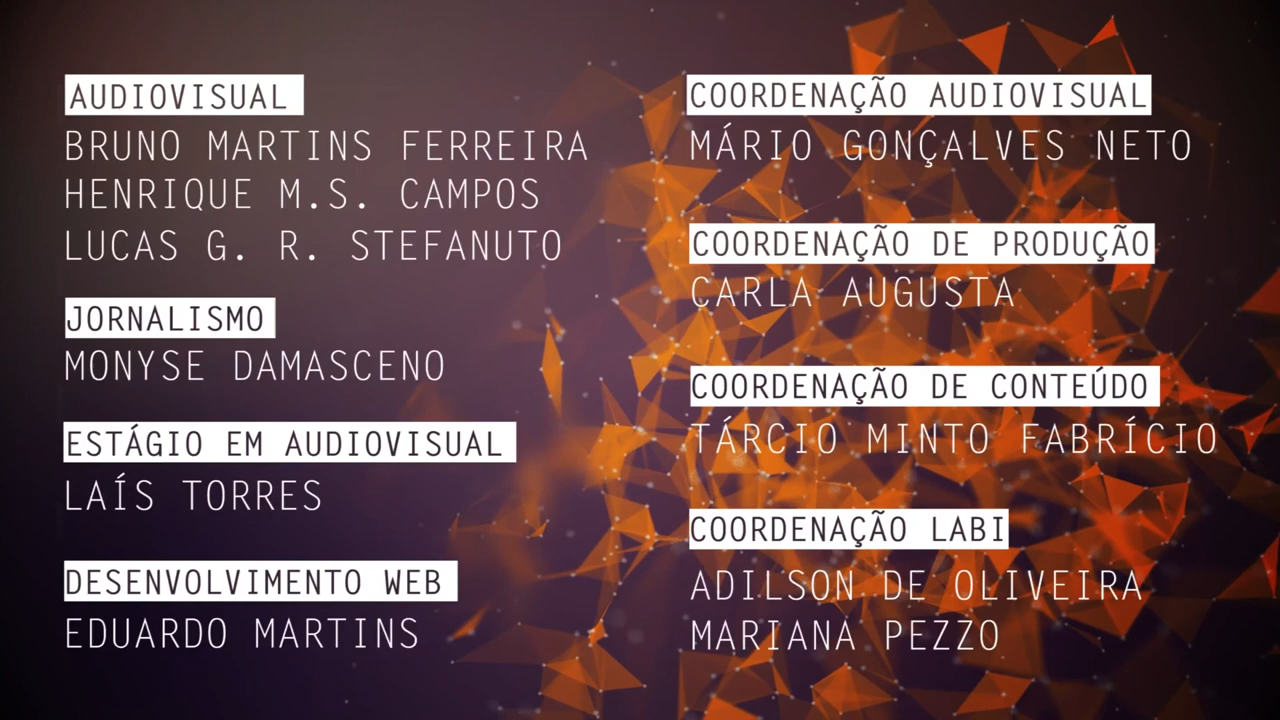 AUDIOVISUAL
BRUNO MARTINS FERREIRA
HENRIQUE M.S. CAMPOS
LUCAS G. R. STEFANUTO
JORNALISMO
MONYSE DAMASCENO
ESTÁGIO EM AUDIOVISUAL
LAÍS TORRES
DESENVOLVIMENTO WEB
EDUARDO MARTINS
COORDENAÇÃO AUDIOVISUAL
MÁRIO GONÇALVES NETO
COORDENAÇÃO DE PRODUÇÃO
CARLA AUGUSTA
COORDENAÇÃO DE CONTEÚDO
TÁRCIO MINTO FABRÍCIO
COORDENAÇÃO LABI
ADILSON DE OLIVEIRA
MARIANA PEZZO